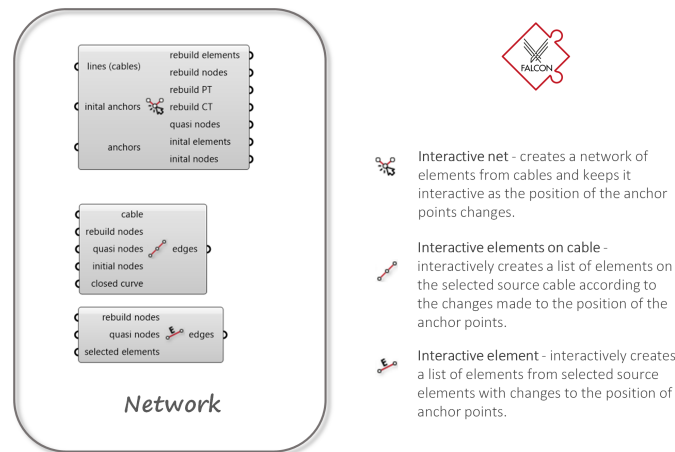 lines (cables)
inital anchors
anchors
rebuild elements
rebuild nodes
rebuild PT
rebuild CT
quasi nodes
inital elements
inital nodes
cable
rebuild nodes
quasi nodes
initial nodes
closed curve
edges
rebuild nodes
quasi nodes
selected elements
E
edges
Network
FALCON
Interactive net - creates a network of
elements from cables and keeps it
interactive as the position of the anchor
points changes.
Interactive elements on cable -
interactively creates a list of elements on
the selected source cable according to
the changes made to the position of the
anchor points.
E
Interactive element - interactively creates
a list of elements from selected source
elements with changes to the position of
anchor points.